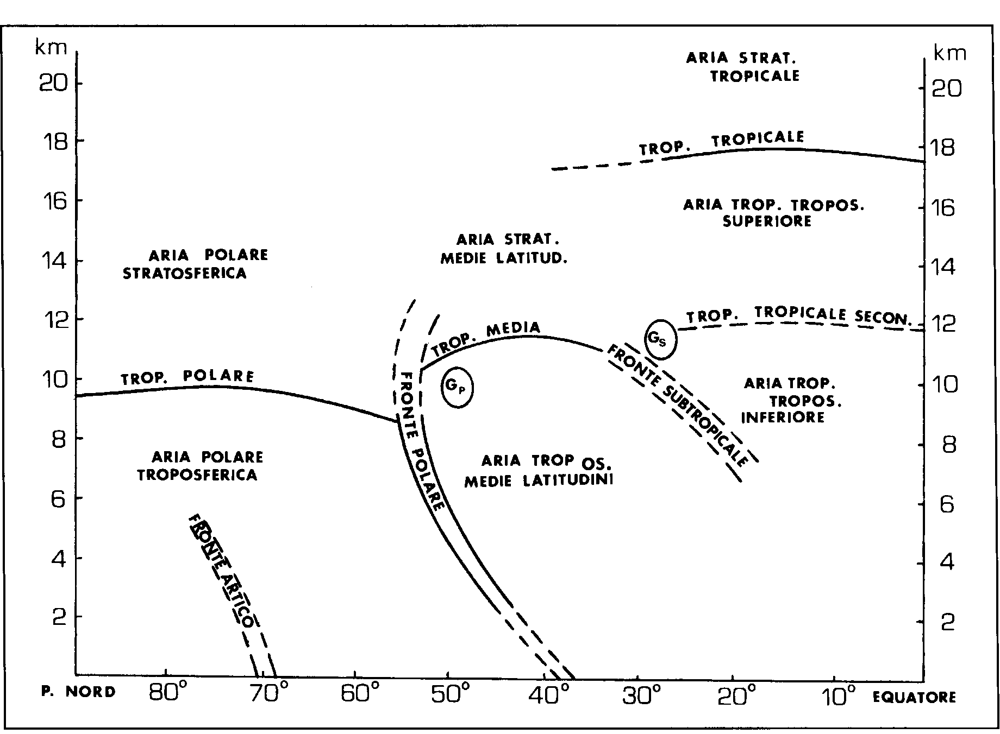 km
km
ARIA STRAT.
TROPICALE
20
20
18
TROP. TROPICALE
18
16
ARIA TROP. TROPOS.
SUPERIORE
16
ARIA STRAT.
MEDIE LATITUD.
ARIA POLARE
STRATOSFERICA
14
14
12
TROP. TROPICALE SECON.
12
TROP. MEDIA
GS
FRONTE SUBTROPICALE
10
TROP. POLARE
GP
FRONTE POLARE
ARIA TROP.
TROPOS.
INFERIORE
10
8
8
ARIA POLARE
TROPOSFERICA
ARIA TROP OS.
MEDIE LATITUDINI
6
6
FRONTE ARTICO
4
4
2
2
P. NORD 80° 70° 60° 50° 40° 30° 20° 10° EQUATORE